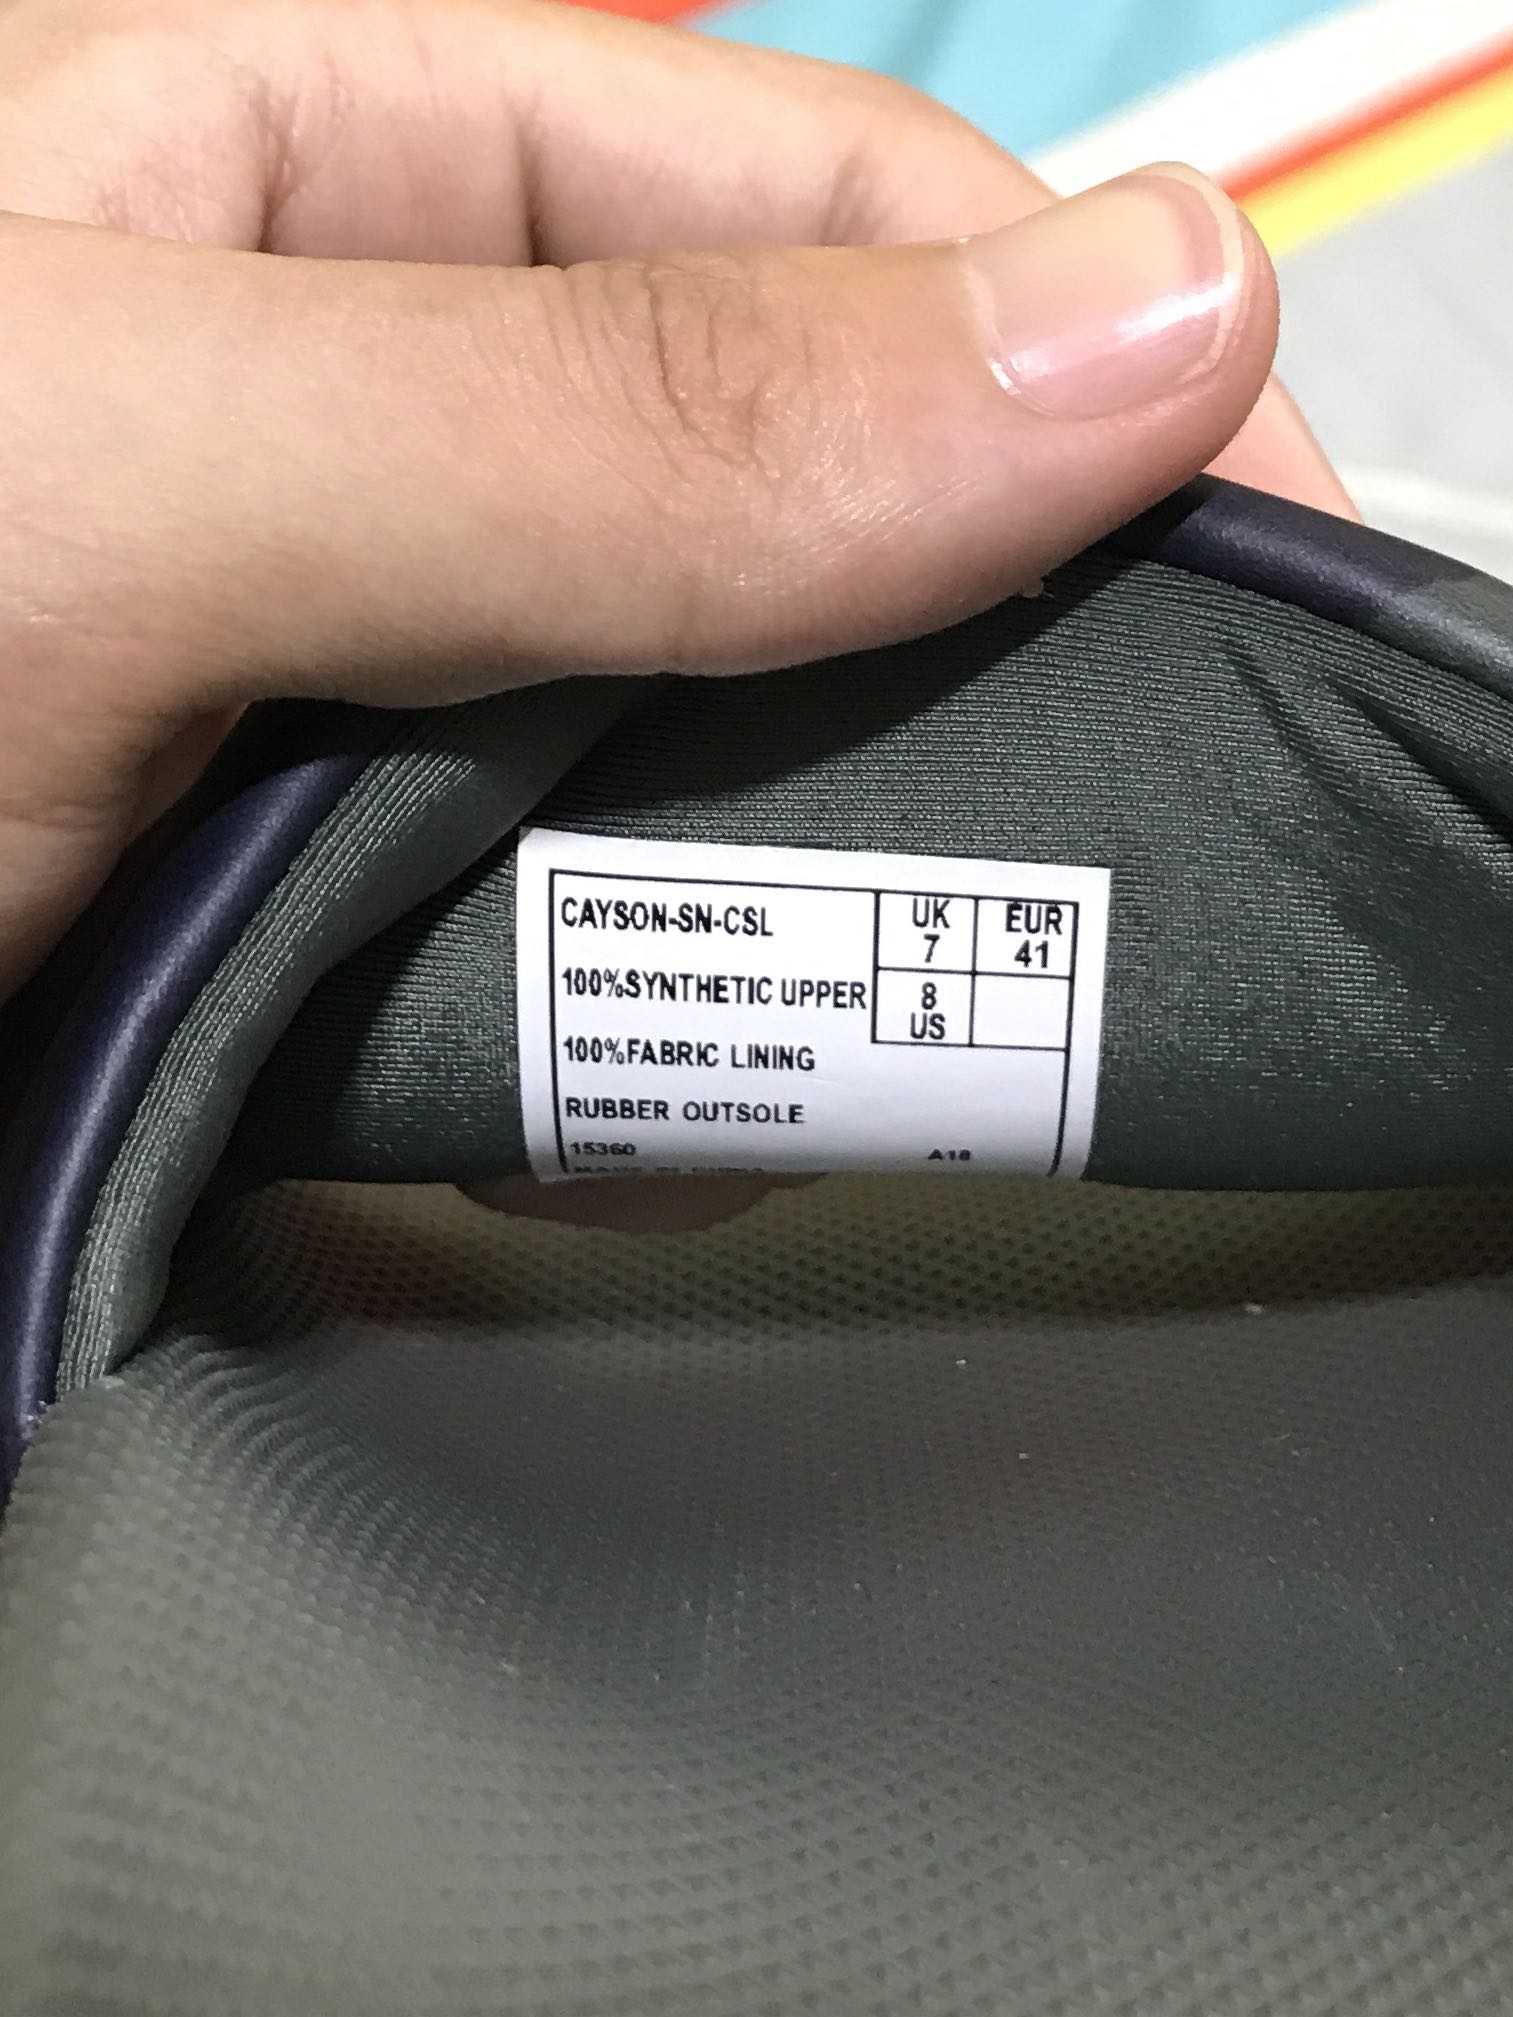 CAYSON-SN-CSL
UK 7
EUR 41
100%SYNTHETIC UPPER
8 US
100%FABRIC LINING
RUBBER OUTSOLE
15360 A18